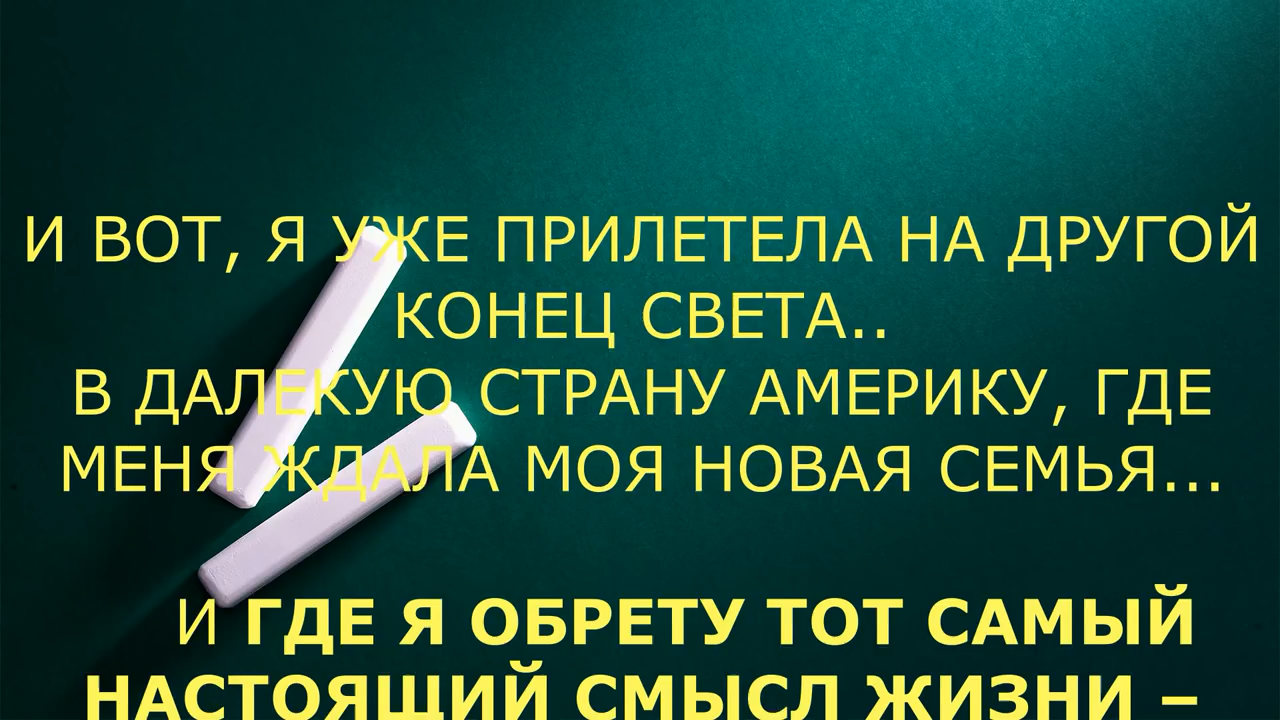 И ВОТ, Я УЖЕ ПРИЛЕТЕЛА НА ДРУГОЙ
КОНЕЦ СВЕТА..
В ДАЛЕКУЮ СТРАНУ АМЕРИКУ, ГДЕ
МЕНЯ ЖДАЛА МОЯ НОВАЯ СЕМЬЯ...
И ГДЕ Я ОБРЕТУ ТОТ САМЫЙ
НАСТОЯЩИЙ СМЫСЛ ЖИЗНИ –